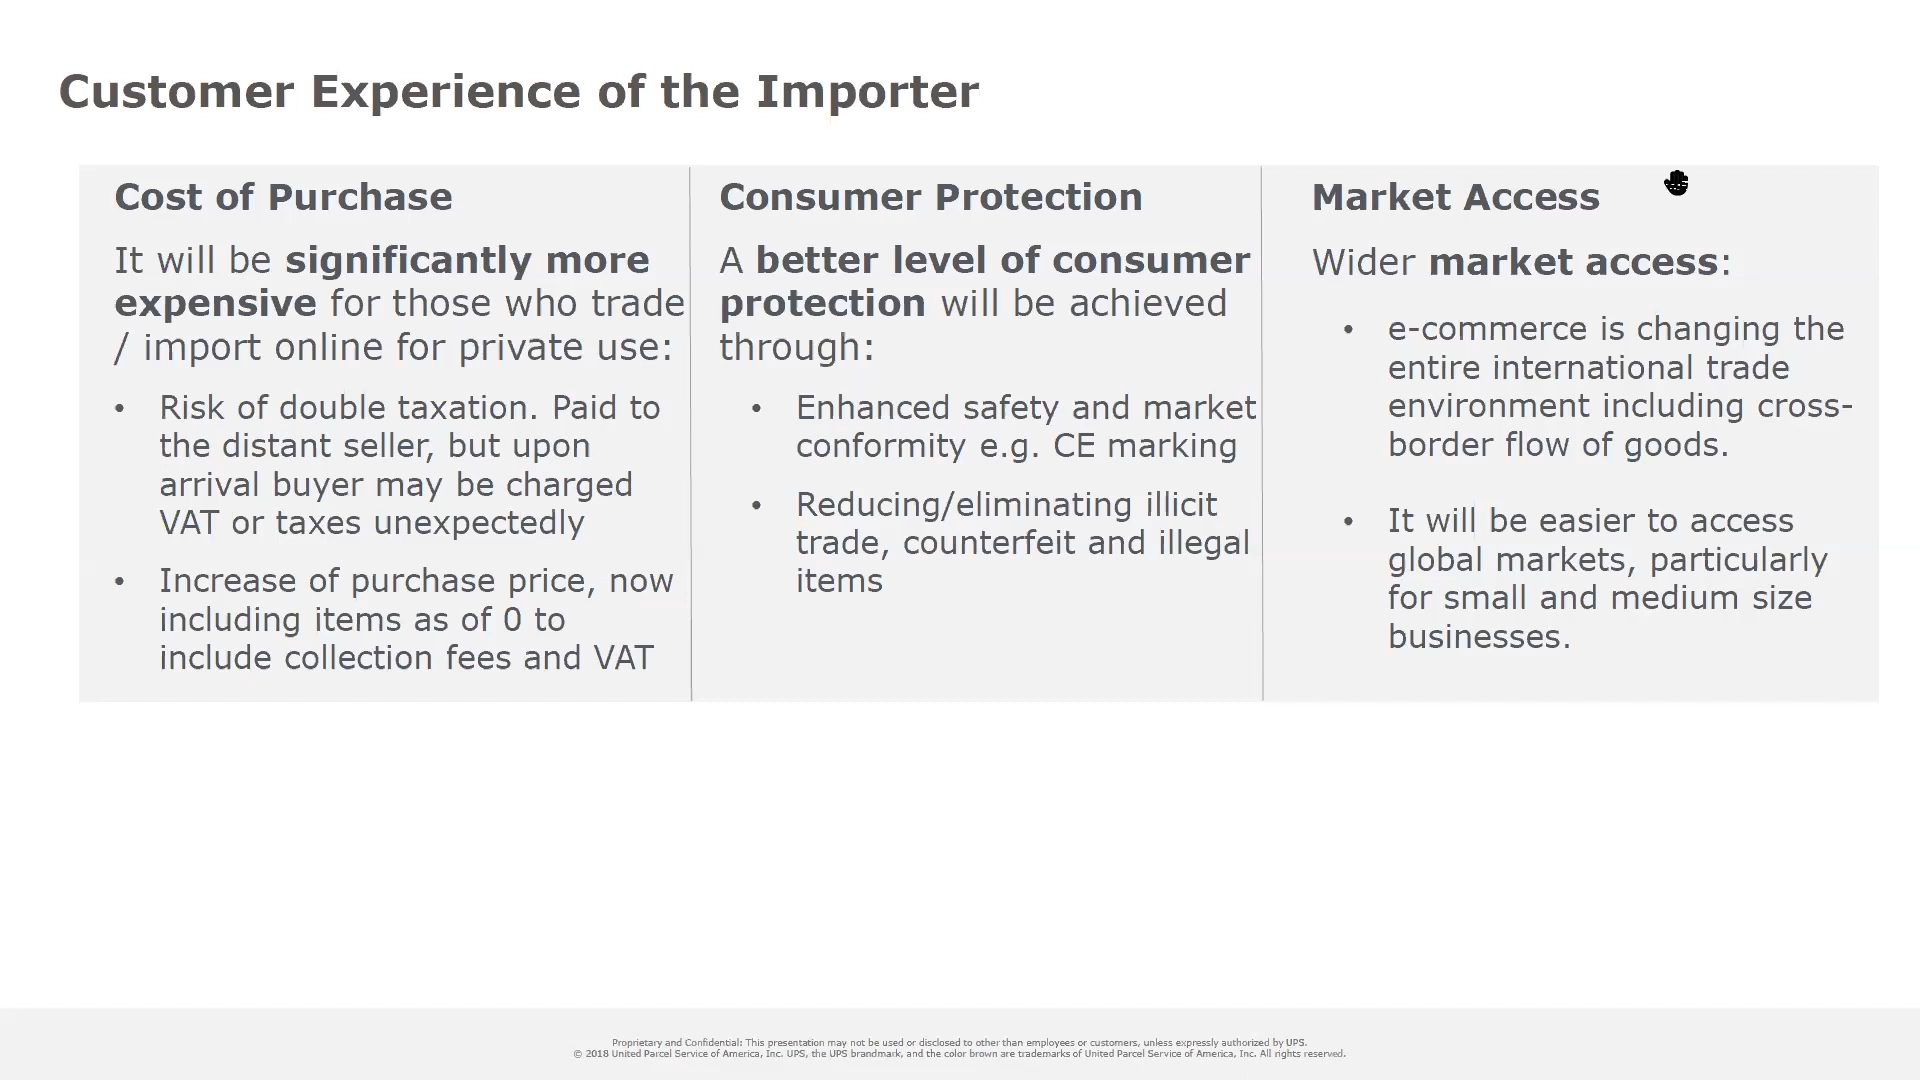 Customer Experience of the Importer
Cost of Purchase
It will be significantly more
expensive for those who trade
/ import online for private use:
• Risk of double taxation. Paid to
the distant seller, but upon
arrival buyer may be charged
VAT or taxes unexpectedly
• Increase of purchase price, now
including items as of 0 to
include collection fees and VAT
Consumer Protection
A better level of consumer
protection will be achieved
through:
• Enhanced safety and market
conformity e.g. CE marking
• Reducing/eliminating illicit
trade, counterfeit and illegal
items
Market Access
Wider market access:
• e-commerce is changing the
entire international trade
environment including cross-
border flow of goods.
• It will be easier to access
global markets, particularly
for small and medium size
businesses.
Proprietary and Confidential: This presentation may not be used or disclosed to other than employees or customers, unless expressly authorized by UPS.
© 2018 United Parcel Service of America, Inc. UPS, the UPS brandmark, and the color brown are trademarks of United Parcel Service of America, Inc. All rights reserved.